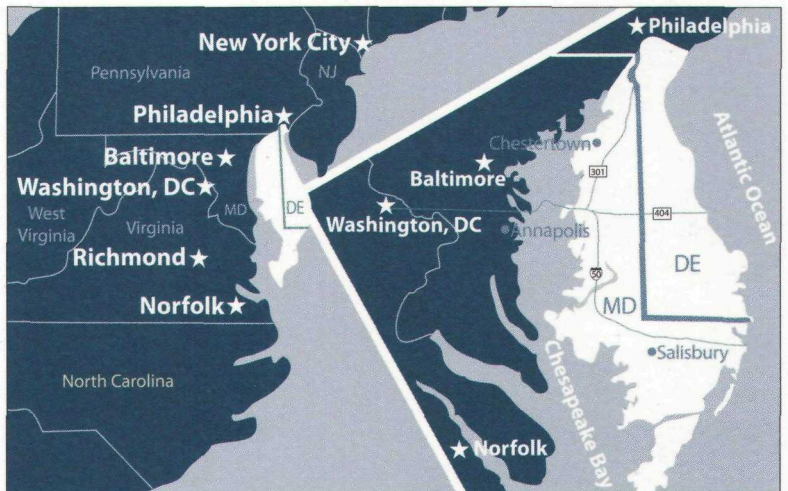 New York City
Pennsylvania
NJ
Philadelphia
Baltimore
Washington, DC
West
Virginia
Virginia
MD
DE
Richmond
Norfolk
North Carolina
Philadelphia
Chestertown
Baltimore
301
Washington, DC
Annapolis
404
Atlantic Ocean
50
MD
DE
Salisbury
Chesapeake Bay
Norfolk